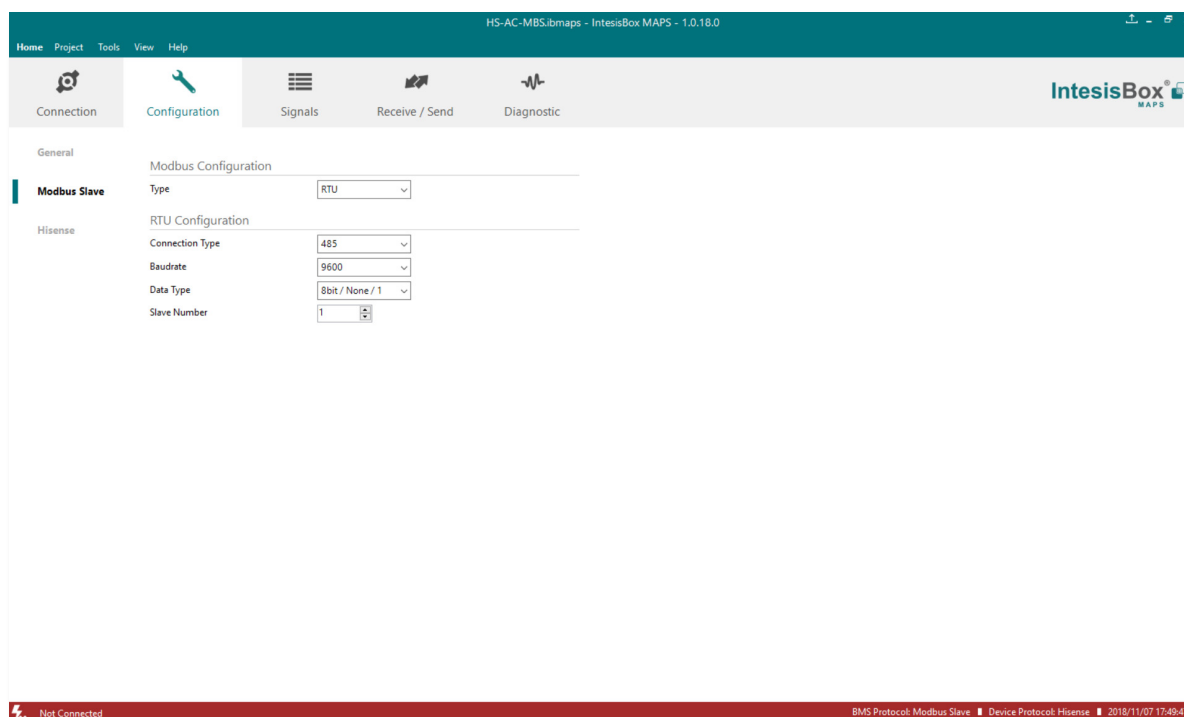 HS-AC-MBS.ibmaps - IntesisBox MAPS - 1.0.18.0
Home Project Tools View Help
Connection Configuration Signals Receive / Send Diagnostic
IntesisBox®
MAPS
General
Modbus Slave
Hisense
Modbus Configuration
Type RTU
RTU Configuration
Connection Type 485
Baudrate 9600
Data Type 8bit / None / 1
Slave Number 1
Not Connected BMS Protocol: Modbus Slave Device Protocol: Hisense 2018/11/07 17:49:4